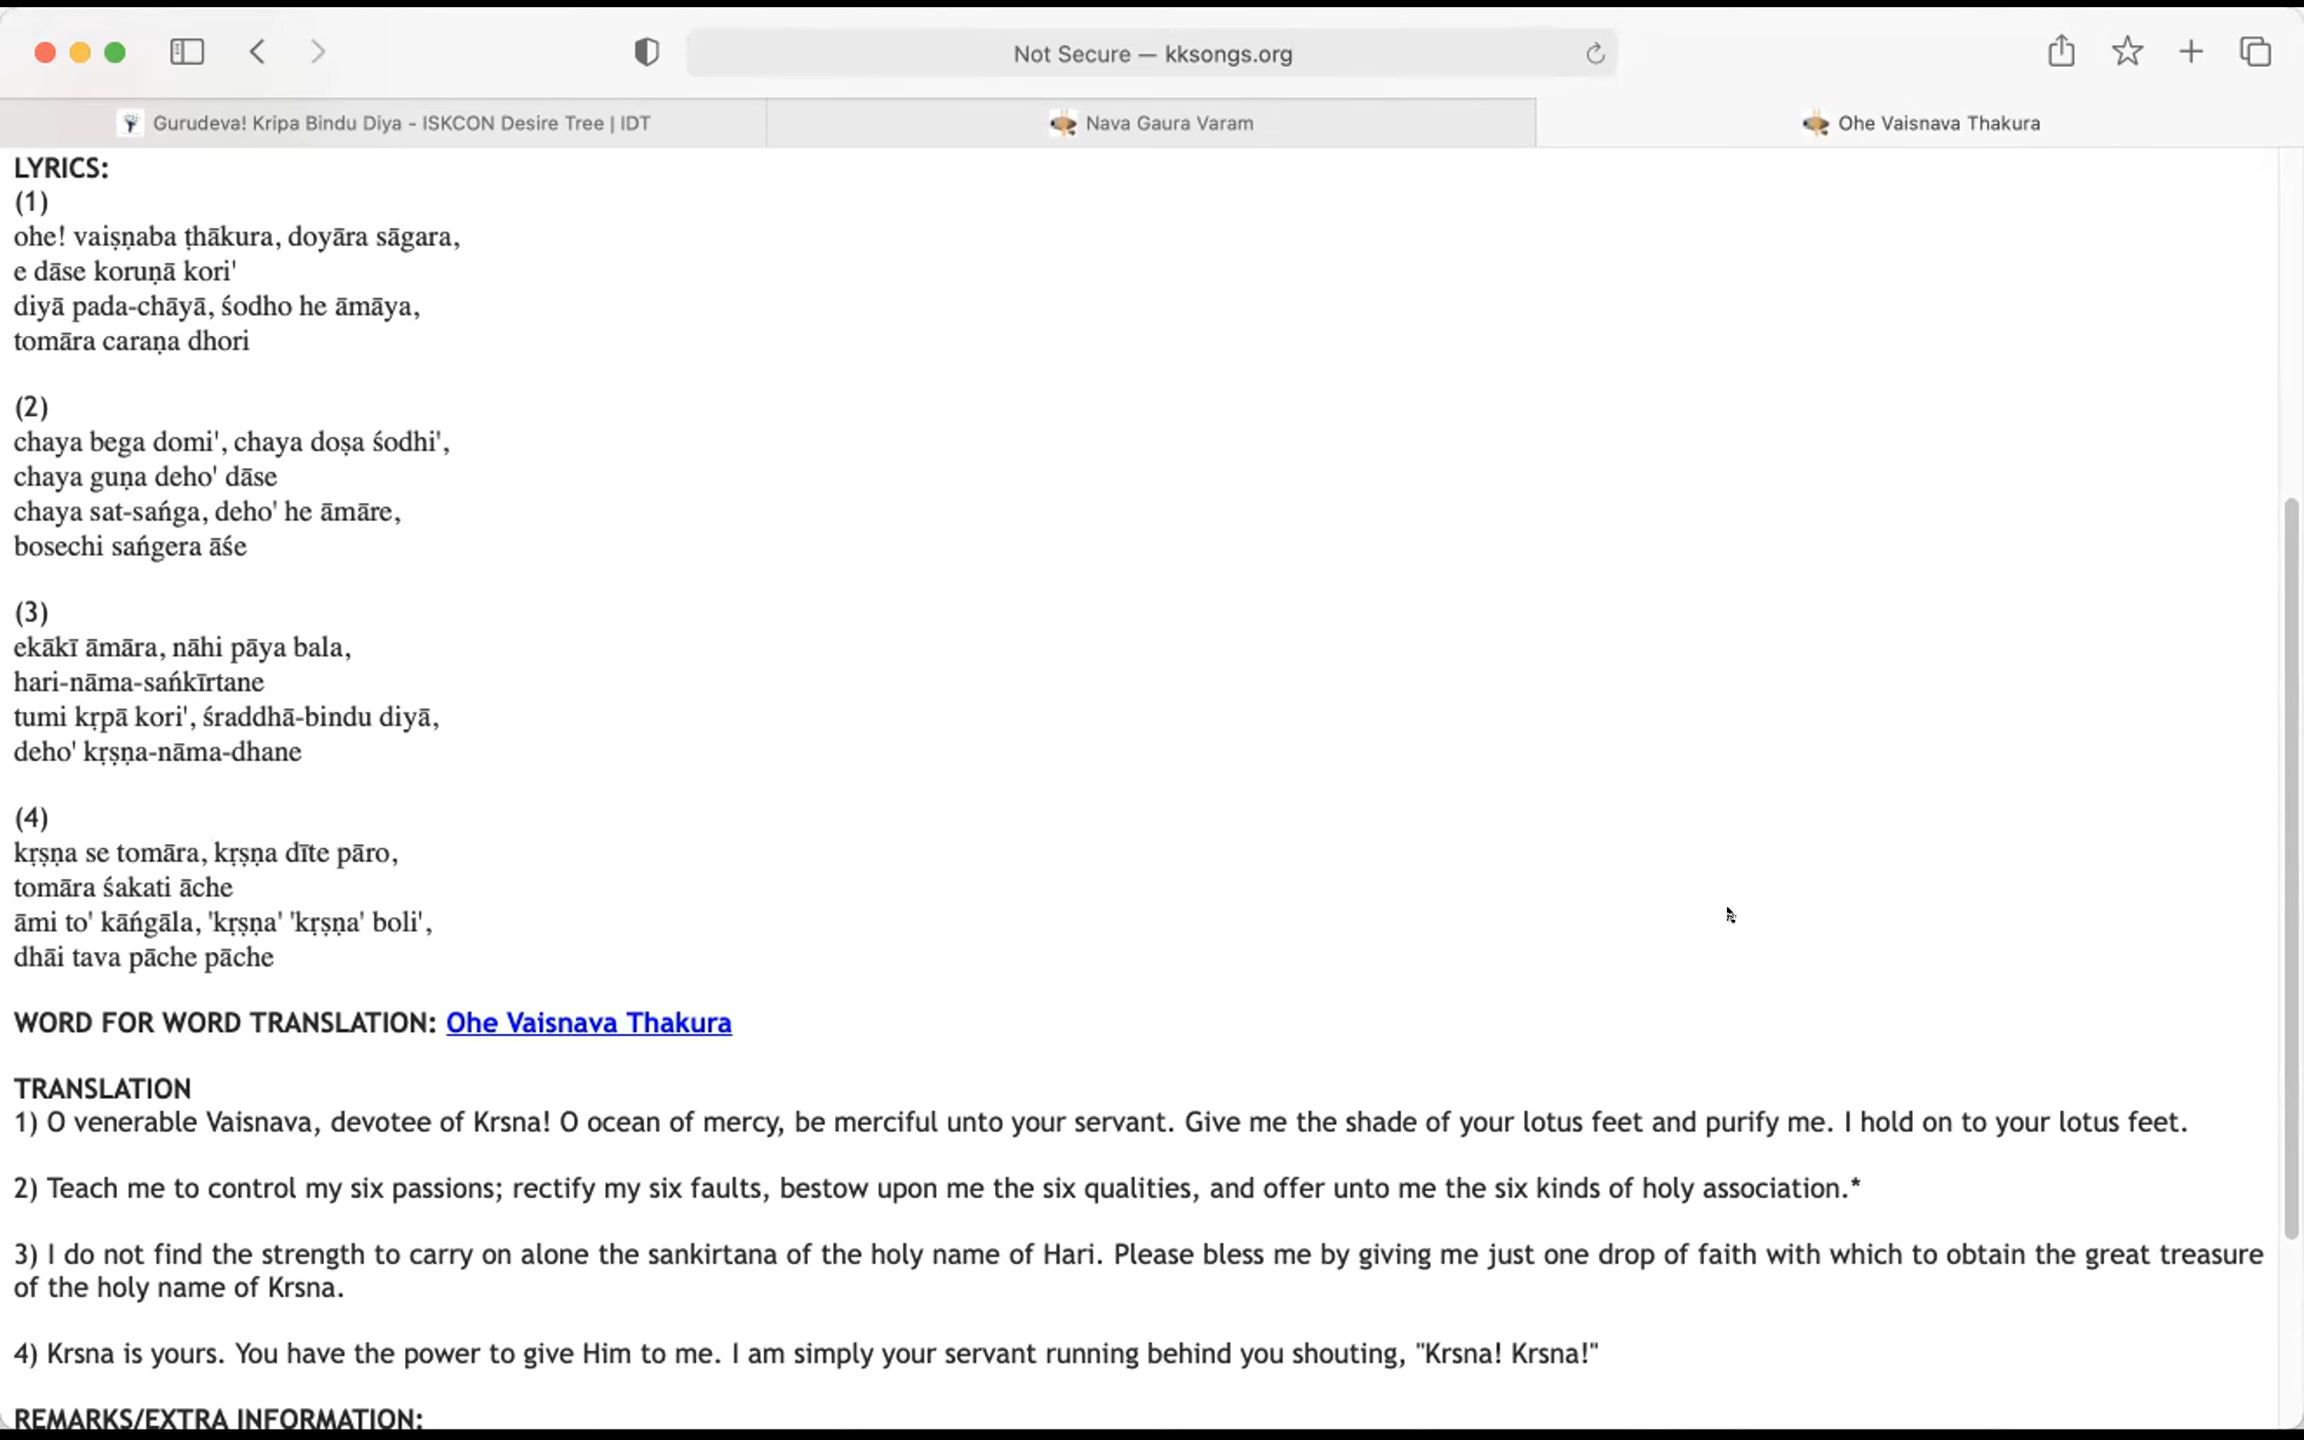 Not Secure — kksongs.org
Gurudeva! Kripa Bindu Diya - ISKCON Desire Tree | IDT
Nava Gaura Varam
Ohe Vaisnava Thakura
LYRICS:
(1)
ohe! vaiṣṇaba ṭhākura, doyāra sāgara,
e dāse koruṇā kori'
diyā pada-chāyā, śodho he āmāya,
tomāra caraṇa dhori
(2)
chaya bega domi', chaya doṣa śodhi',
chaya guṇa deho' dāse
chaya sat-sańga, deho' he āmāre,
bosechi sańgera āśe
(3)
ekākī āmāra, nāhi pāya bala,
hari-nāma-sańkīrtane
tumi kṛpā kori', śraddhā-bindu diyā,
deho' kṛṣṇa-nāma-dhane
(4)
kṛṣṇa se tomāra, kṛṣṇa dīte pāro,
tomāra śakati āche
āmi to' kāńgāla, 'kṛṣṇa' 'kṛṣṇa' boli',
dhāi tava pāche pāche
WORD FOR WORD TRANSLATION: Ohe Vaisnava Thakura
TRANSLATION
1) O venerable Vaisnava, devotee of Krsna! O ocean of mercy, be merciful unto your servant. Give me the shade of your lotus feet and purify me. I hold on to your lotus feet.
2) Teach me to control my six passions; rectify my six faults, bestow upon me the six qualities, and offer unto me the six kinds of holy association.*
3) I do not find the strength to carry on alone the sankirtana of the holy name of Hari. Please bless me by giving me just one drop of faith with which to obtain the great treasure
of the holy name of Krsna.
4) Krsna is yours. You have the power to give Him to me. I am simply your servant running behind you shouting, "Krsna! Krsna!"
REMARKS/EXTRA INFORMATION: